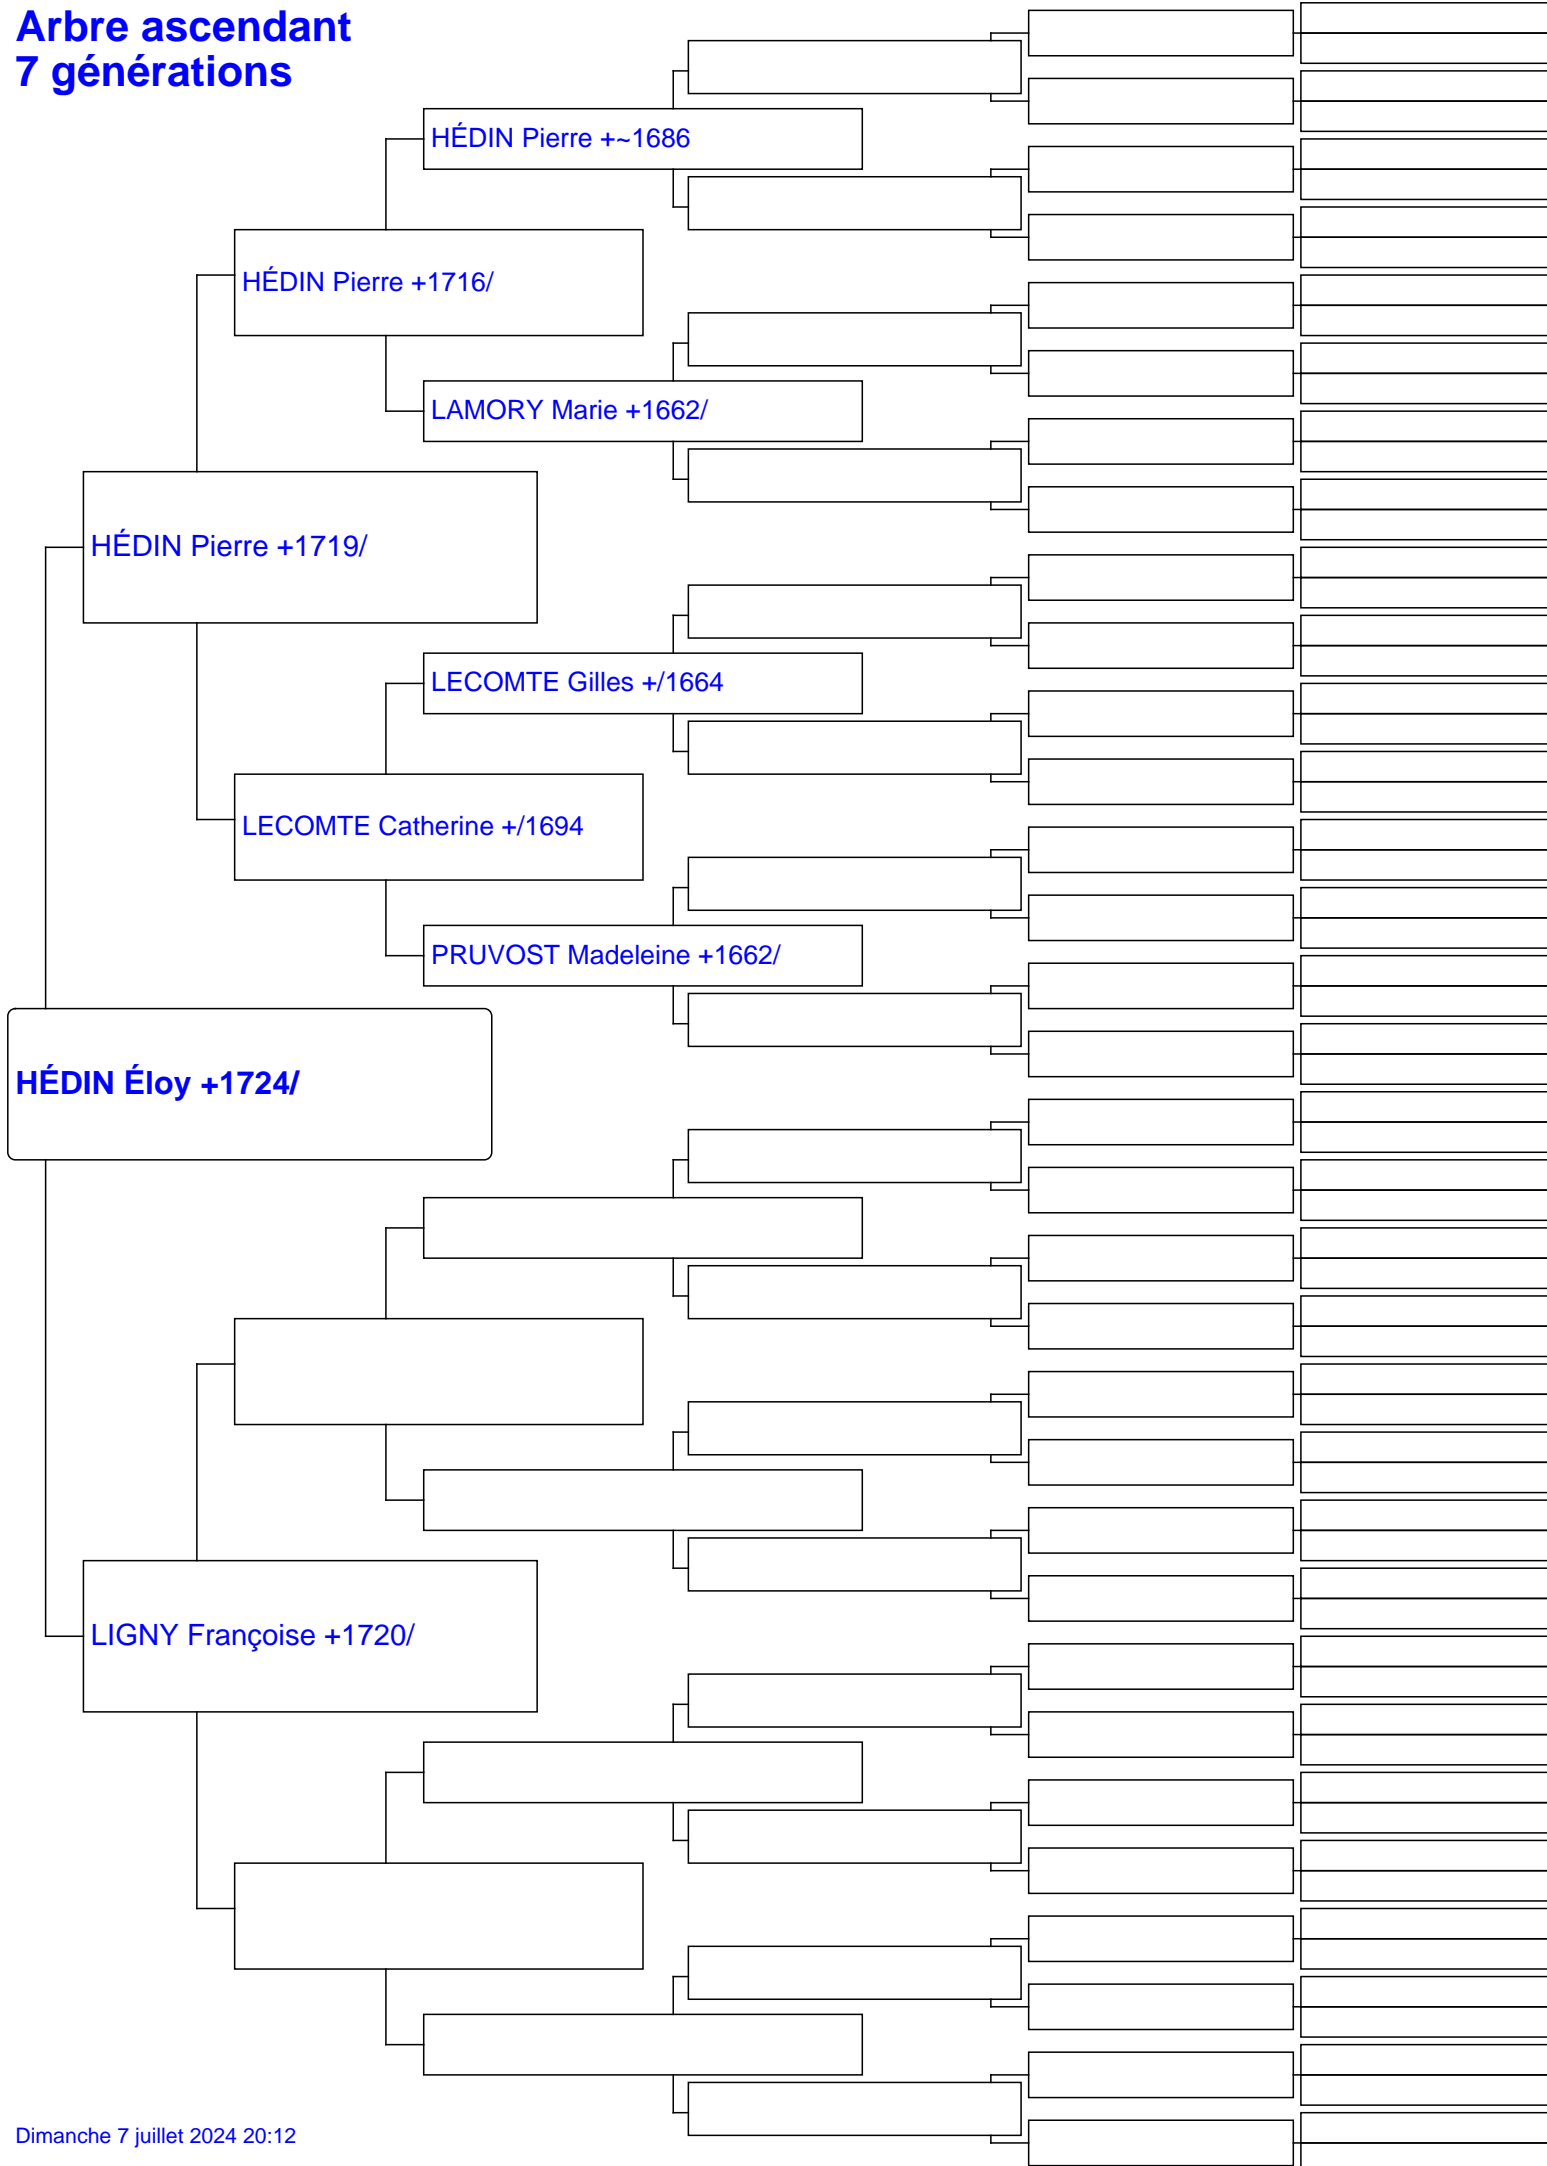 Arbre ascendant
7 générations
HÉDIN Pierre +~1686
HÉDIN Pierre +1716/
LAMORY Marie +1662/
HÉDIN Pierre +1719/
LECOMTE Gilles +/1664
LECOMTE Catherine +/1694
PRUVOST Madeleine +1662/
HÉDIN Éloy +1724/
LIGNY Françoise +1720/
Dimanche 7 juillet 2024 20:12